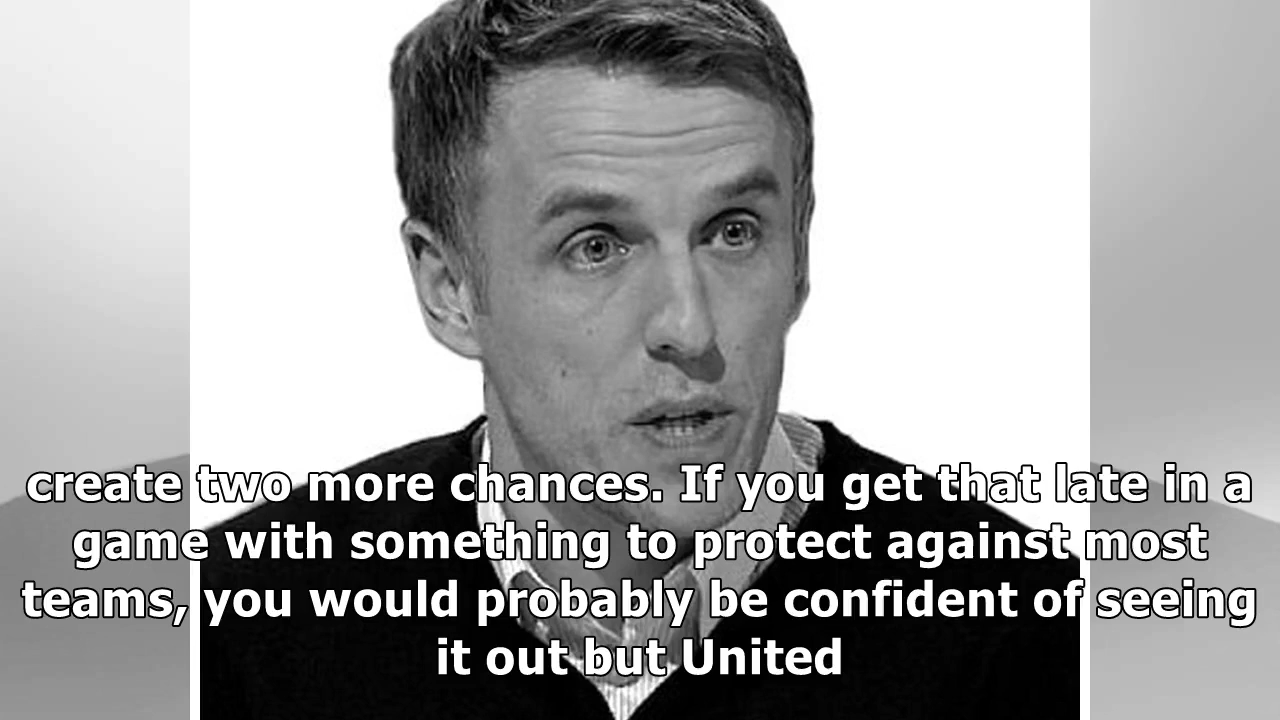 create two more chances. If you get that late in a
game with something to protect against most
teams, you would probably be confident of seeing
it out but United